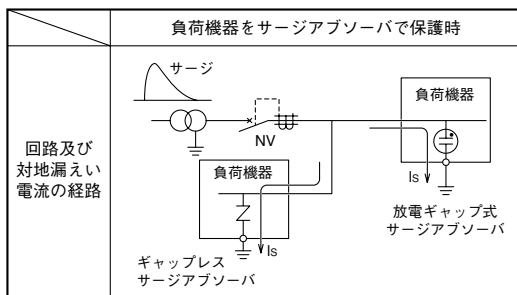 負荷機器をサージアブソーバで保護時
回路及び
対地漏えい
電流の経路
サージ
NV
負荷機器
Is
放電ギャップ式
サージアブソーバ
負荷機器
Is
ギャップレス
サージアブソーバ